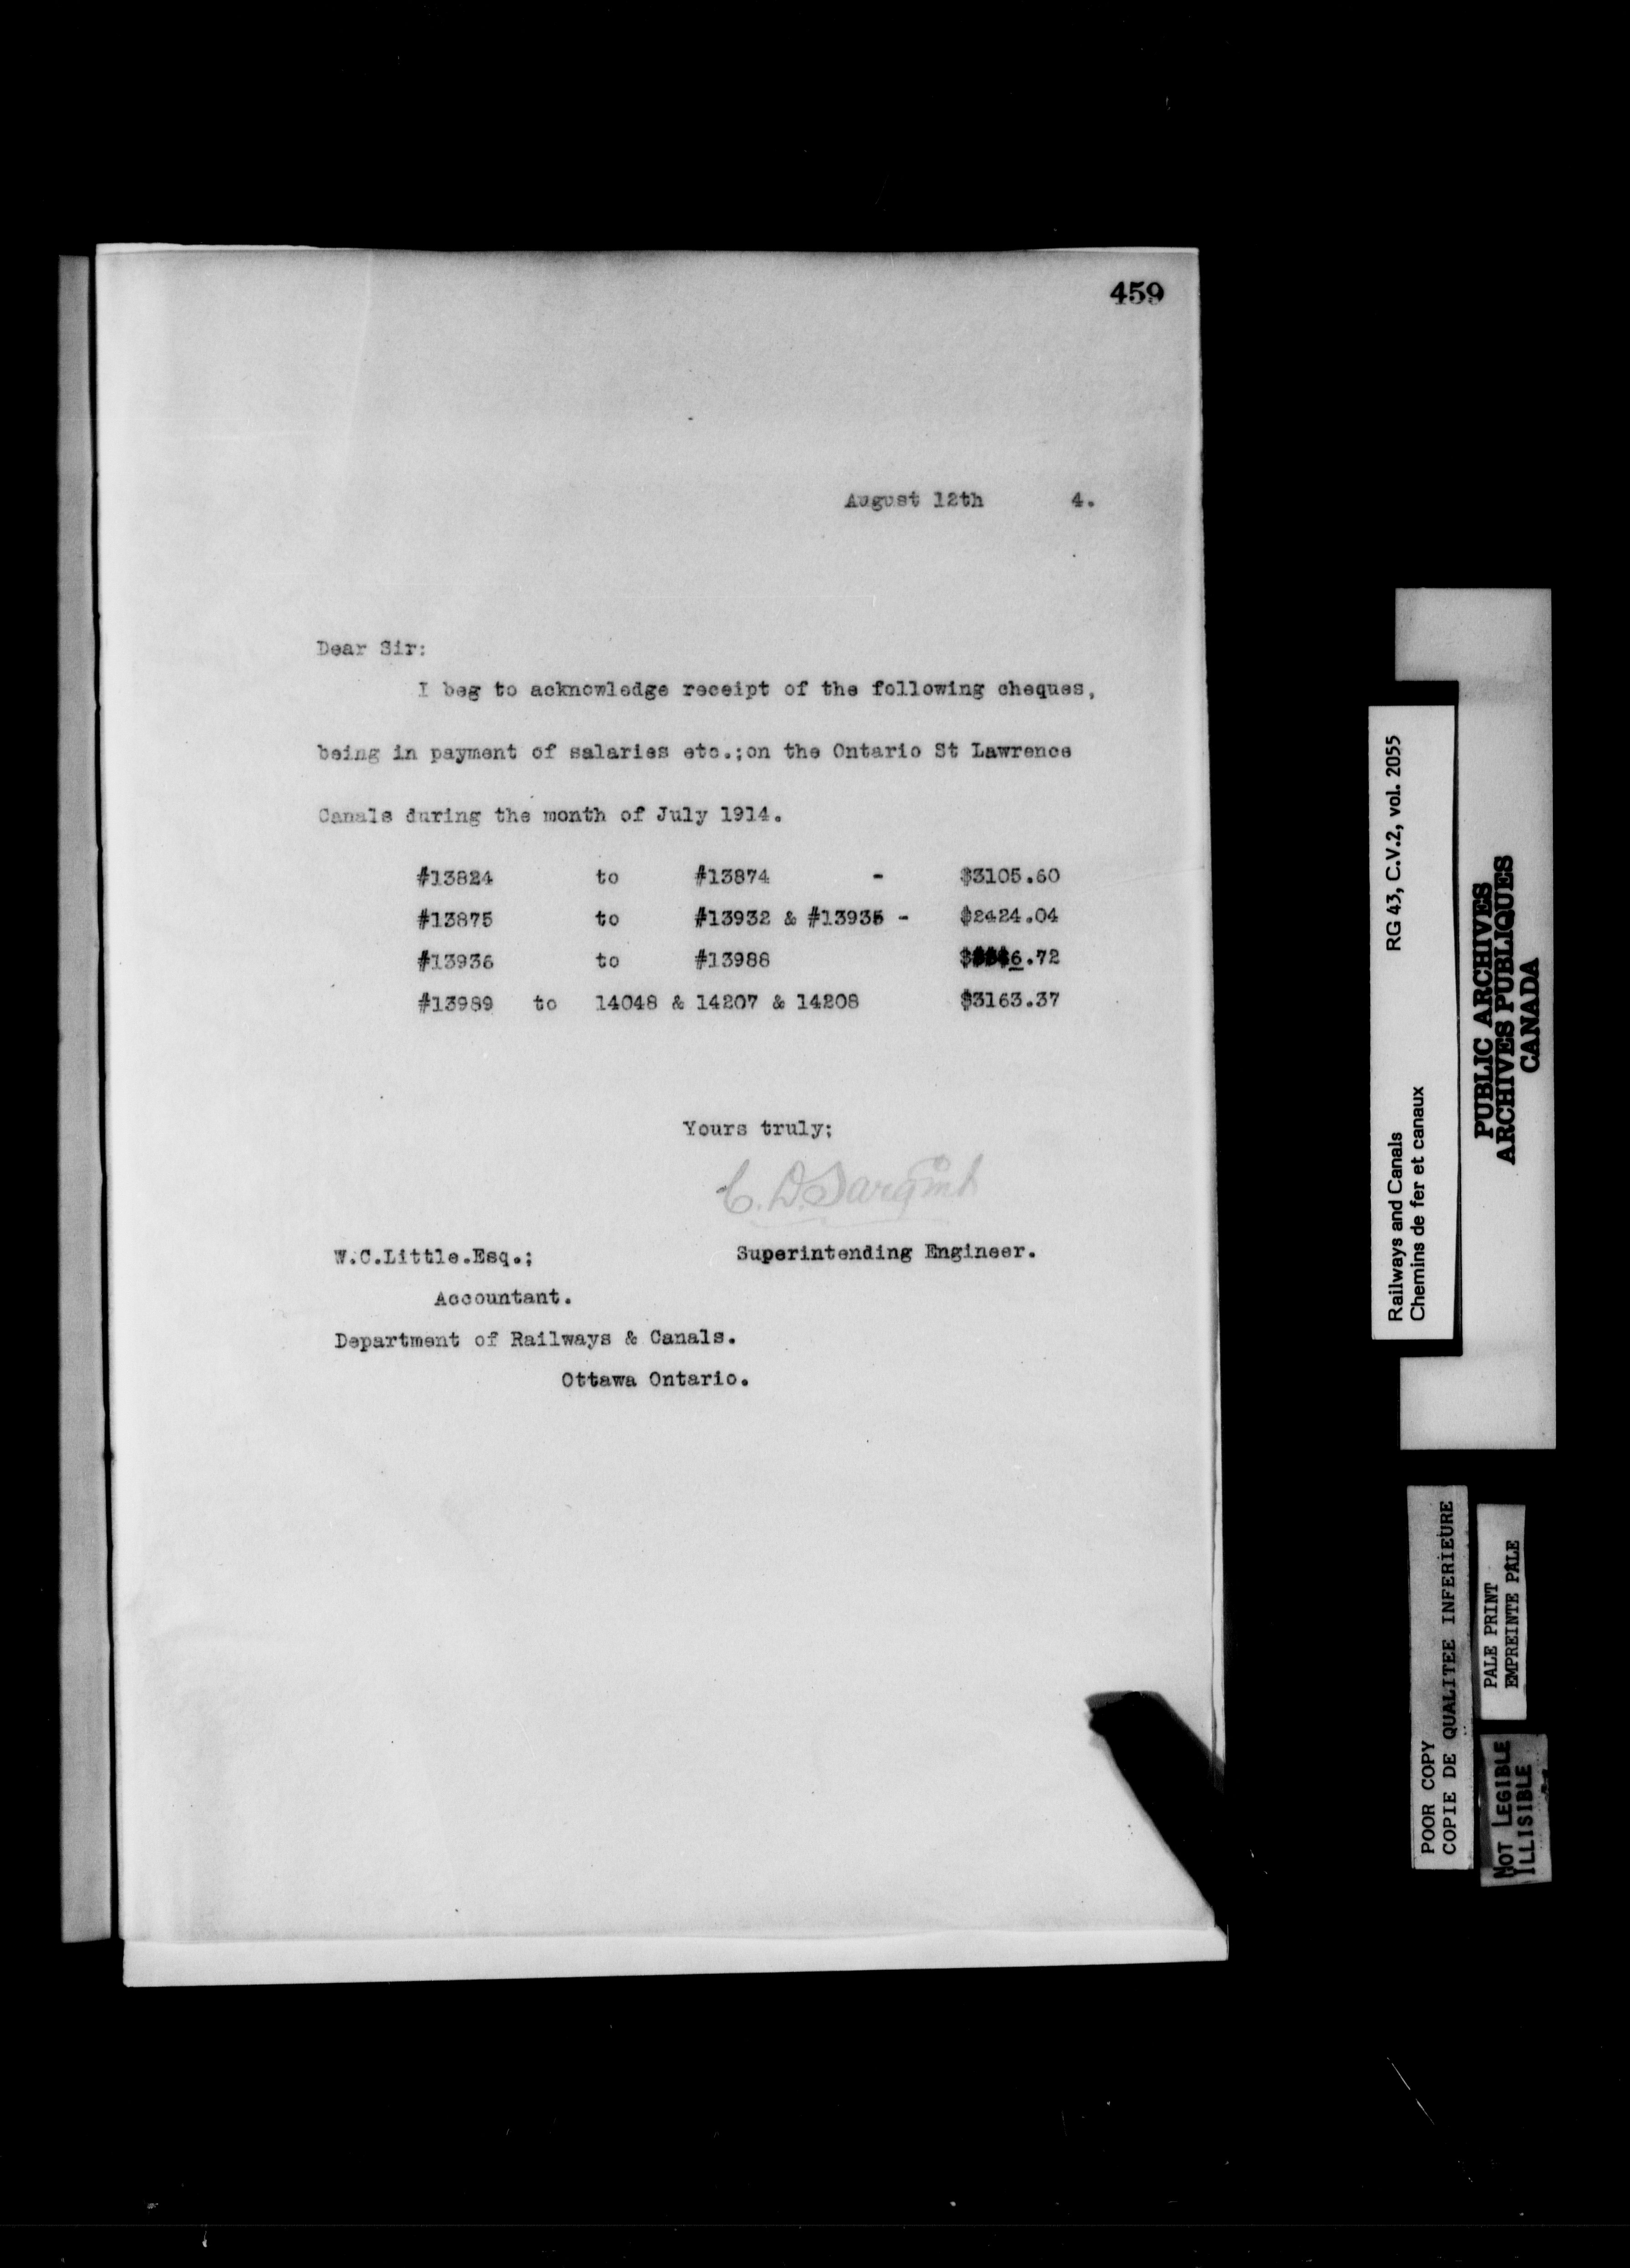 459
August 12th 4.
Dear Sir:
I beg to acknowledge receipt of the following cheques,
being in payment of salaries etc.;on the Ontario St Lawrence
Canals during the month of July 1914.
#13824 to #13874 - $3105.60
#13875 to #13932 & #13935 - $2424.04
#13936 to #13988
#13989 to 14048 & 14207 & 14208 $3163.37
Yours truly;
C. D. Sargent
Superintending Engineer.
W.C.Little.Esq.;
Accountant.
Department of Railways & Canals.
Ottawa Ontario.
Railways and Canals RG 43, C.V.2, vol. 2055
Chemins de fer et canaux
PUBLIC ARCHIVES
ARCHIVES PUBLIQUES
CANADA
POOR COPY
COPIE DE QUALITEE INFERIEURE
PALE PRINT
EMPREINTE PÂLE
NOT LEGIBLE
ILLISIBLE